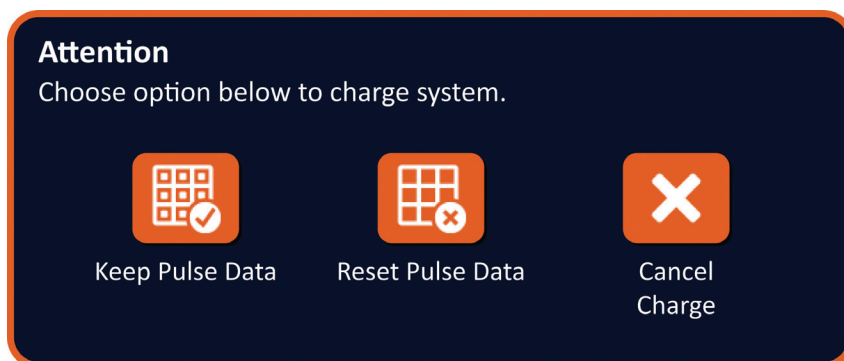 Attention
Choose option below to charge system.
Keep Pulse Data
Reset Pulse Data
Cancel
Charge